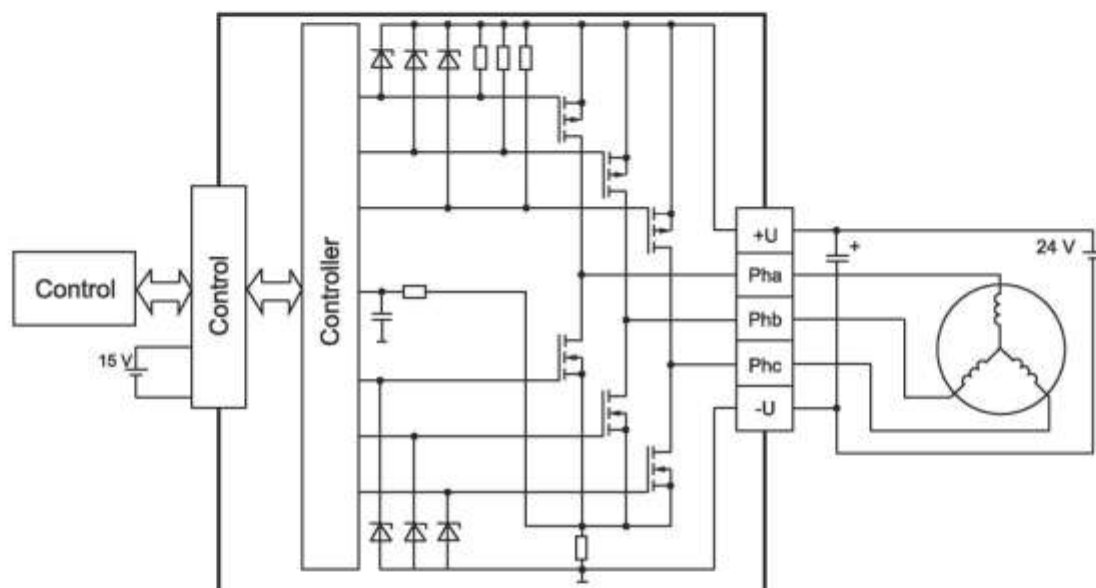 Control
15 V
Control
Controller
+U
Pha
Phb
Phc
-U
+
24 V